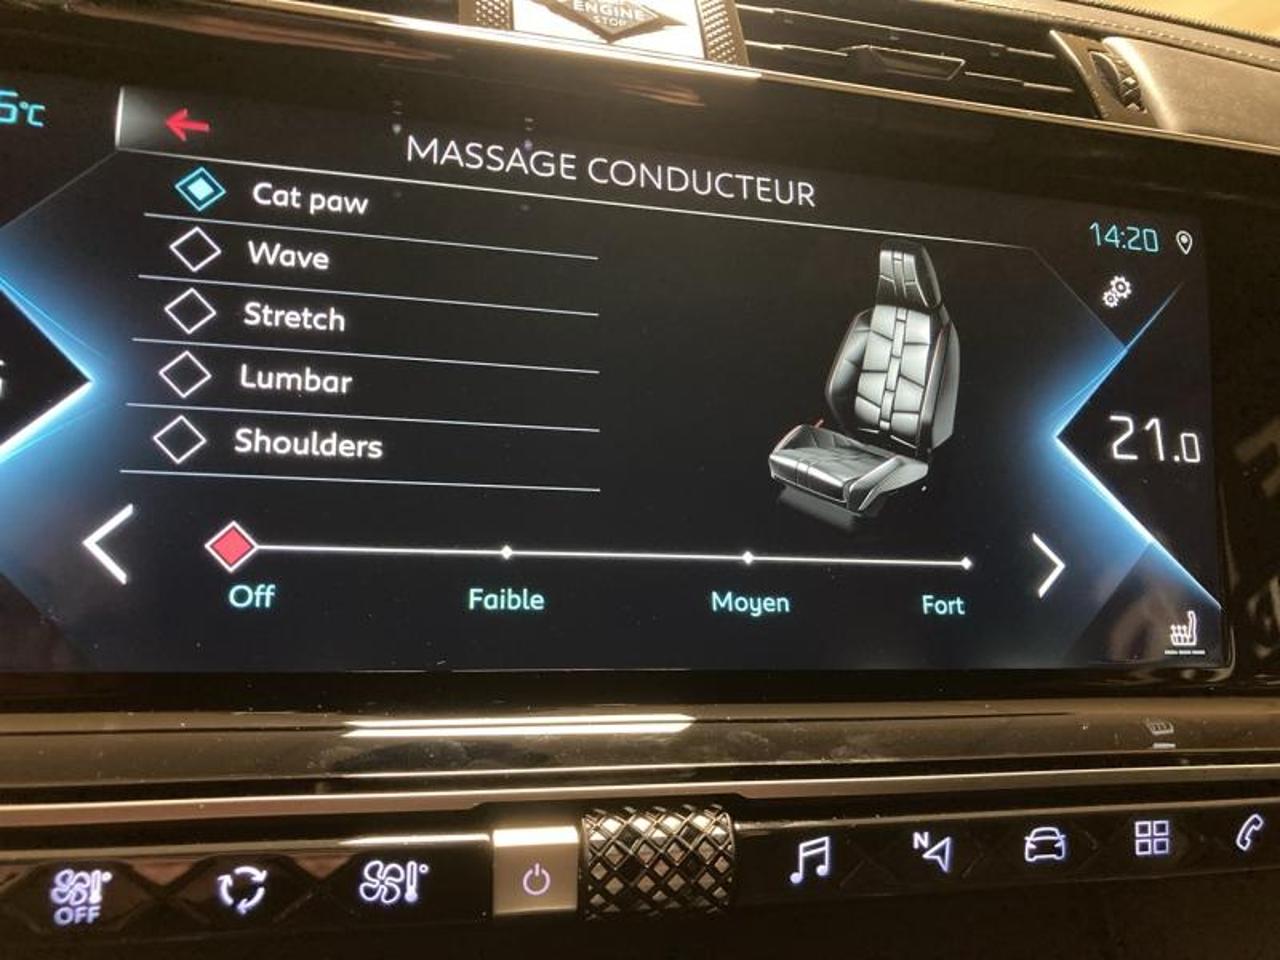 ENGINE
STOP
MASSAGE CONDUCTEUR
Cat paw
14:20
Wave
Stretch
Lumbar
21.0
Shoulders
Off
Faible
Moyen
Fort
N
OFF